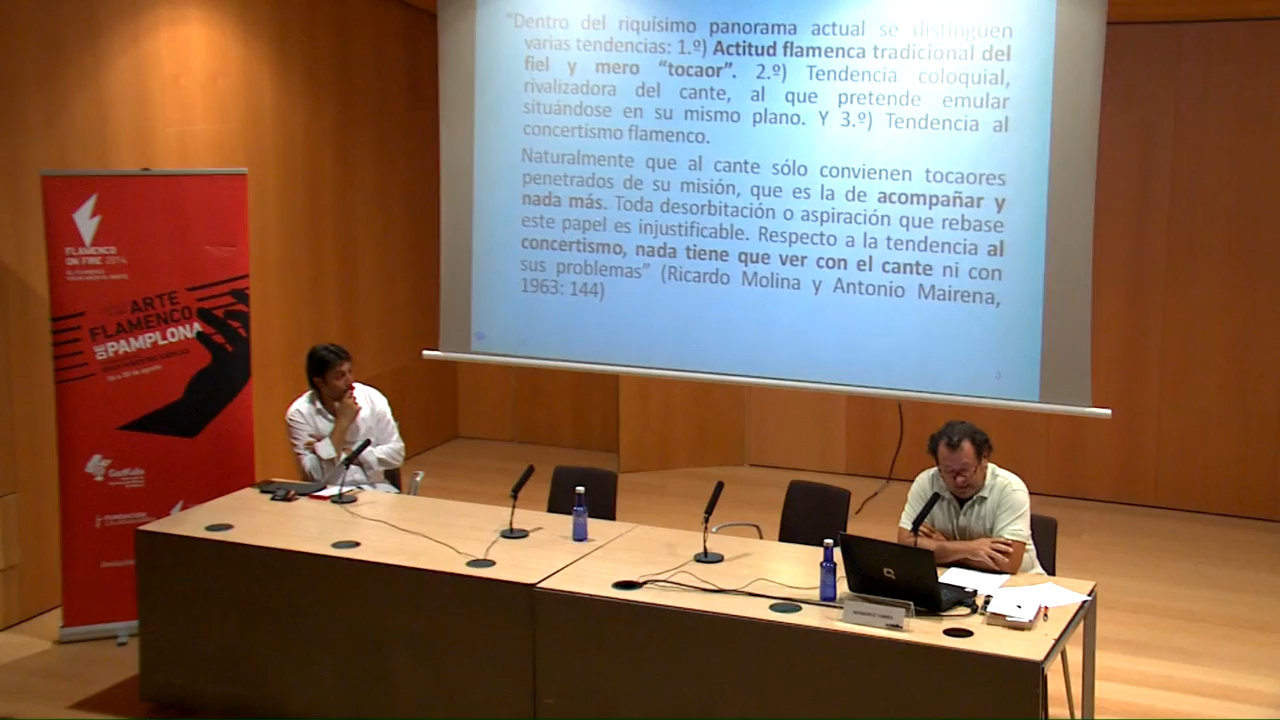 “Dentro del riquísimo panorama actual se distinguen
varias tendencias: 1.º) Actitud flamenca tradicional del
fiel y mero “tocaor”. 2.º) Tendencia coloquial,
rivalizadora del cante, al que pretende emular
situándose en su mismo plano. Y 3.º) Tendencia al
concertismo flamenco.
Naturalmente que al cante sólo convienen tocaores
penetrados de su misión, que es la de acompañar y
nada más. Toda desorbitación o aspiración que rebase
este papel es injustificable. Respecto a la tendencia al
concertismo, nada tiene que ver con el cante ni con
sus problemas” (Ricardo Molina y Antonio Mairena,
1963: 144)
3
FLAMENCO
ON FIRE 2014
ARTE
FLAMENCO
DE PAMPLONA
FUNDACIÓN